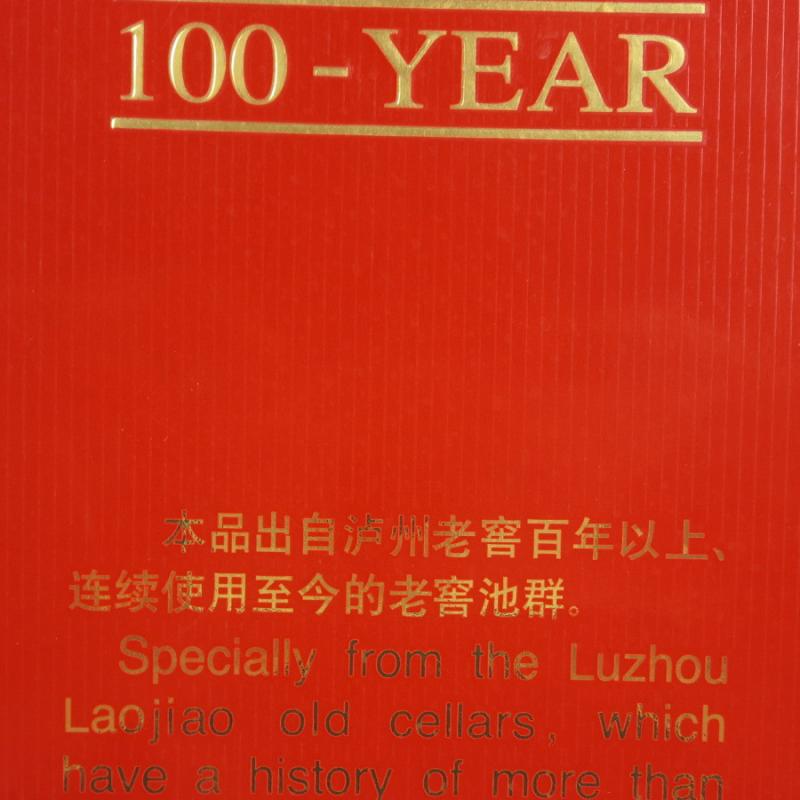 100-YEAR
本品出自泸州老窖百年以上、
连续使用至今的老窖池群。
Specially from the Luzhou
Laojiao old cellars, which
have a history of more than